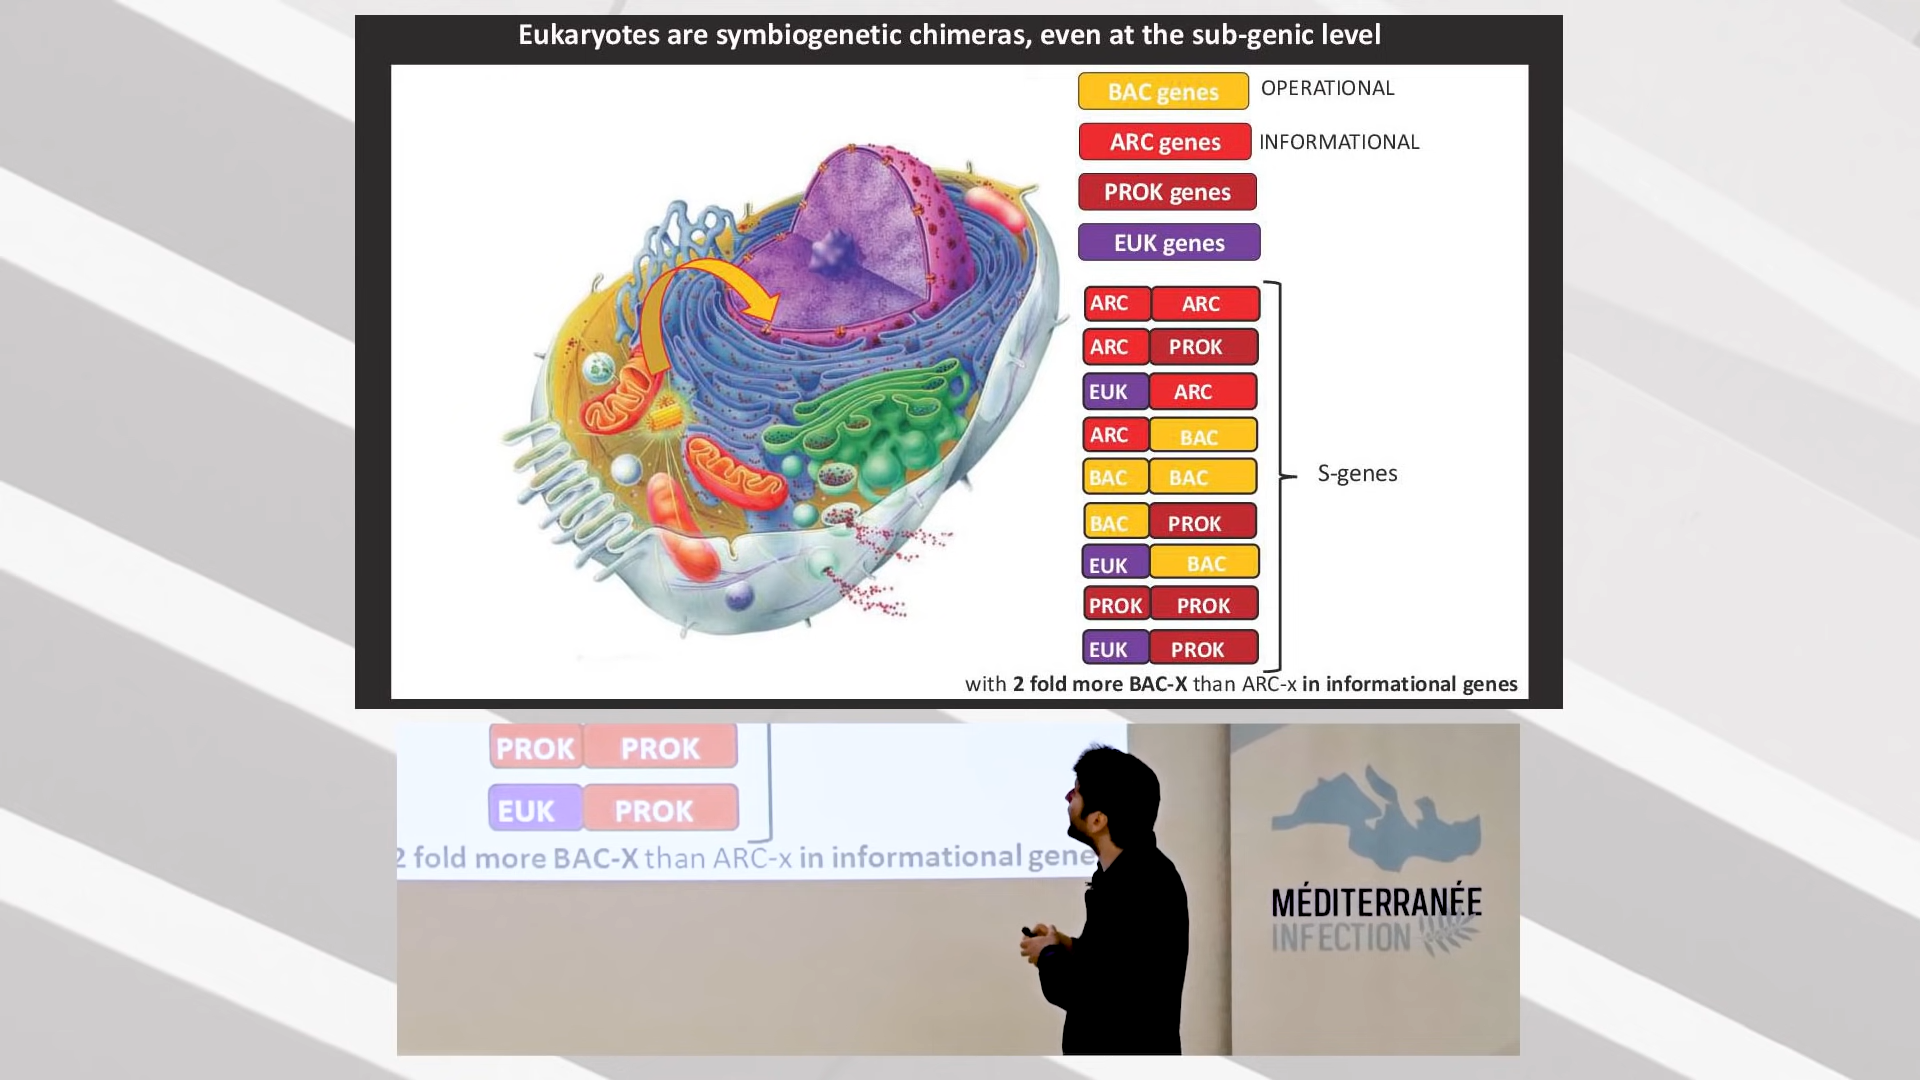 Eukaryotes are symbiogenetic chimeras, even at the sub-genic level
BAC genes OPERATIONAL
ARC genes INFORMATIONAL
PROK genes
EUK genes
ARC ARC
ARC PROK
EUK ARC
ARC BAC
BAC BAC
BAC PROK
EUK BAC
PROK PROK
EUK PROK
S-genes
with 2 fold more BAC-X than ARC-x in informational genes
PROK PROK
EUK PROK
2 fold more BAC-X than ARC-x in informational gene
MÉDITERRANÉE
INFECTION